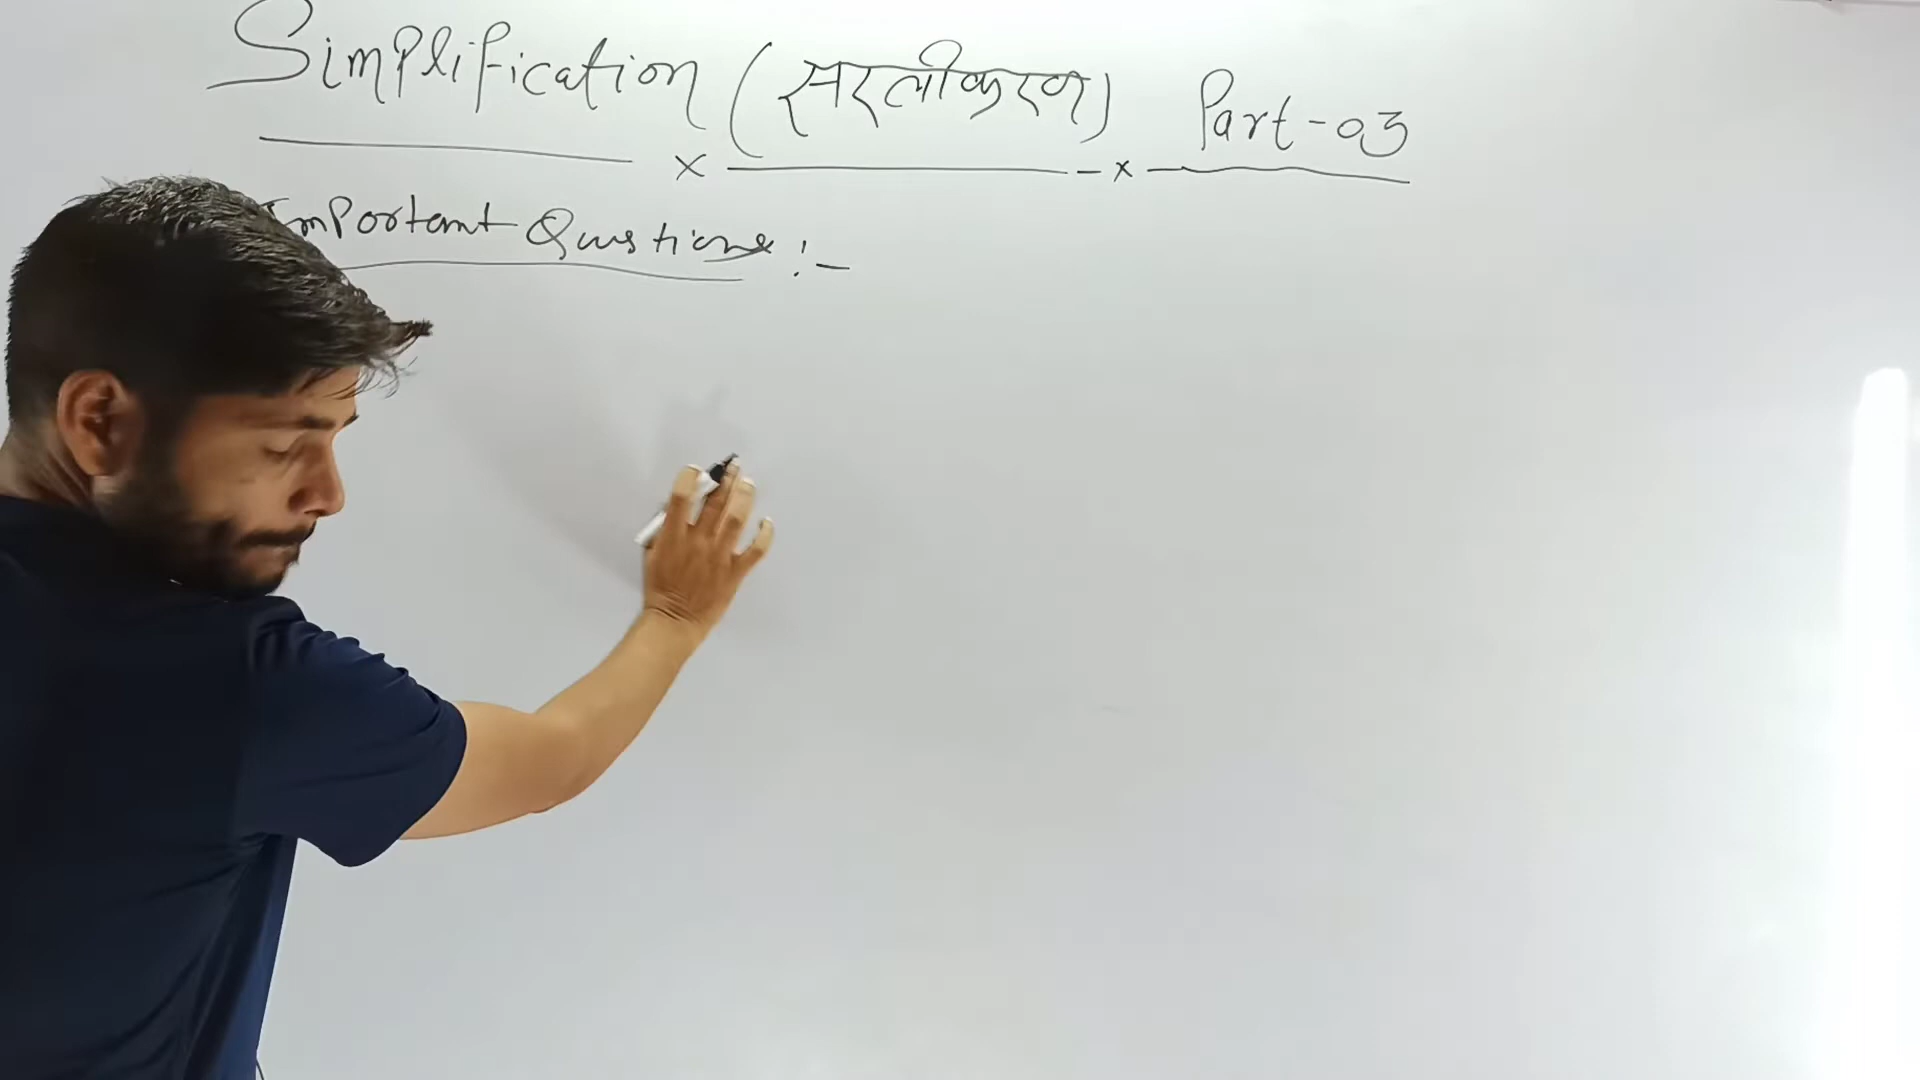 Simplification (सरलीकरण) Part-03
Important Questions :-